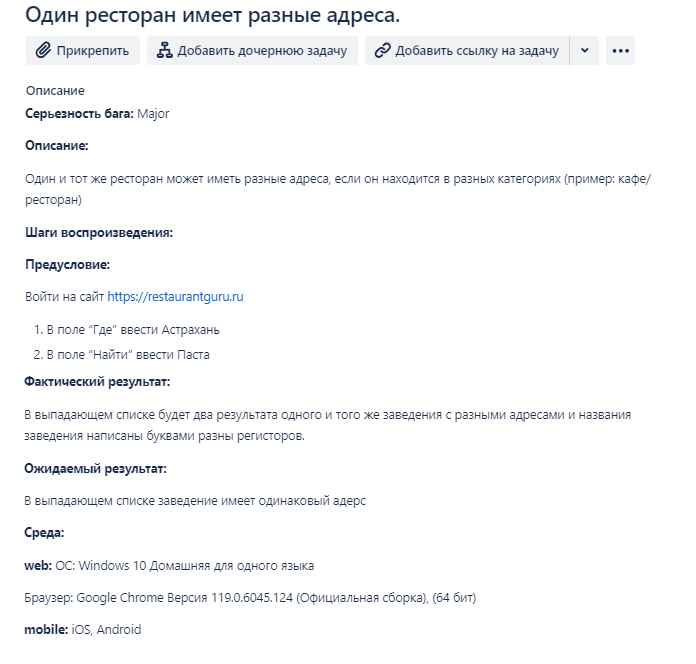 Один ресторан имеет разные адреса.
Прикрепить
Добавить дочернюю задачу
Добавить ссылку на задачу
Описание
Серьезность бага: Major
Описание:
Один и тот же ресторан может иметь разные адреса, если он находится в разных категориях (пример: кафе/
ресторан)
Шаги воспроизведения:
Предусловие:
Войти на сайт https://restaurantguru.ru
1. В поле “Где” ввести Астрахань
2. В поле “Найти” ввести Паста
Фактический результат:
В выпадающем списке будет два результата одного и того же заведения с разными адресами и названия
заведения написаны буквами разны регисторов.
Ожидаемый результат:
В выпадающем списке заведение имеет одинаковый адерс
Среда:
web: ОС: Windows 10 Домашняя для одного языка
Браузер: Google Chrome Версия 119.0.6045.124 (Официальная сборка), (64 бит)
mobile: iOS, Android